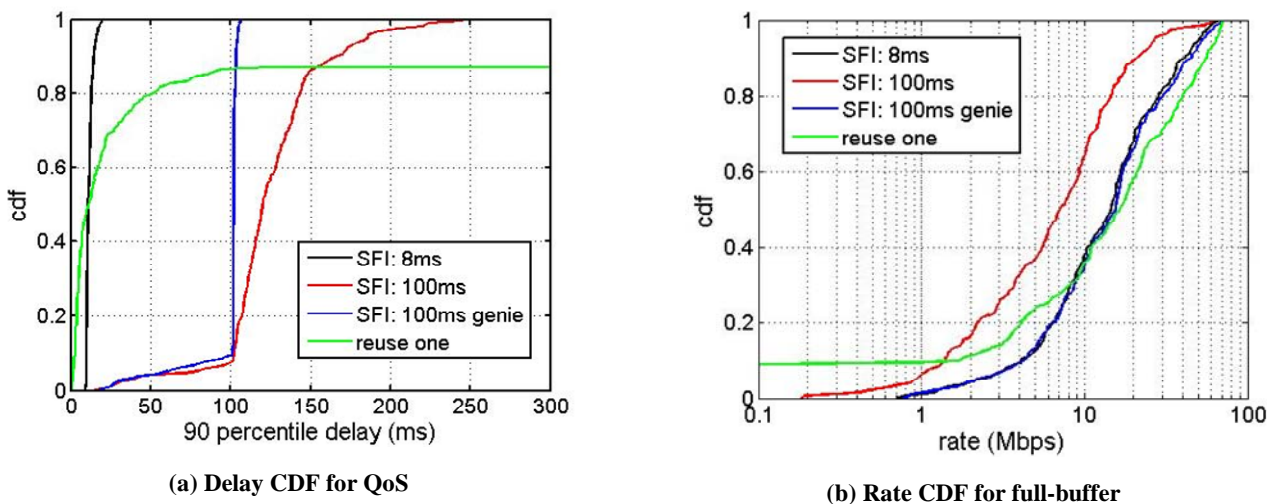 1
0.8
0.6
0.4
0.2
0
cdf
SFI: 8ms
SFI: 100ms
SFI: 100ms genie
reuse one
0 50 100 150 200 250 300
90 percentile delay (ms)
(a) Delay CDF for QoS
1
0.8
0.6
0.4
0.2
0
cdf
SFI: 8ms
SFI: 100ms
SFI: 100ms genie
reuse one
0.1 1 10 100
rate (Mbps)
(b) Rate CDF for full-buffer